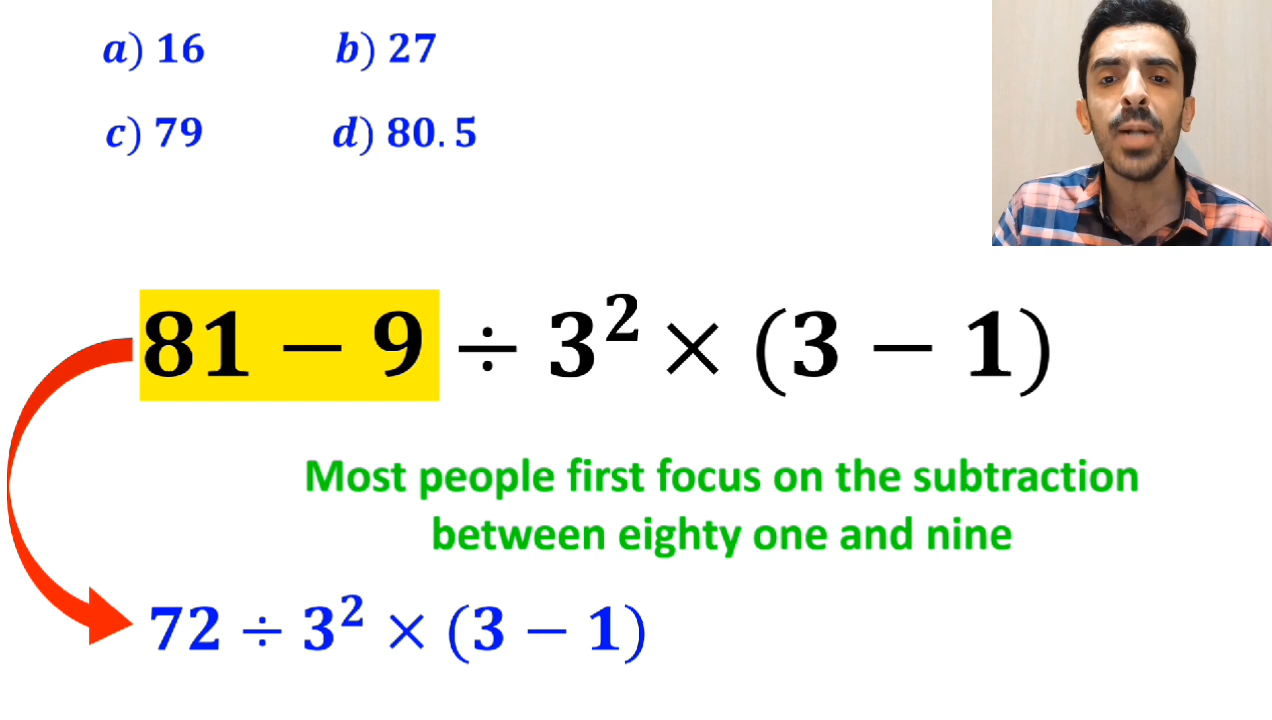 a) 16 b) 27
c) 79 d) 80.5
81 − 9 ÷ 3² × (3 − 1)
Most people first focus on the subtraction
between eighty one and nine
72 ÷ 3² × (3 − 1)